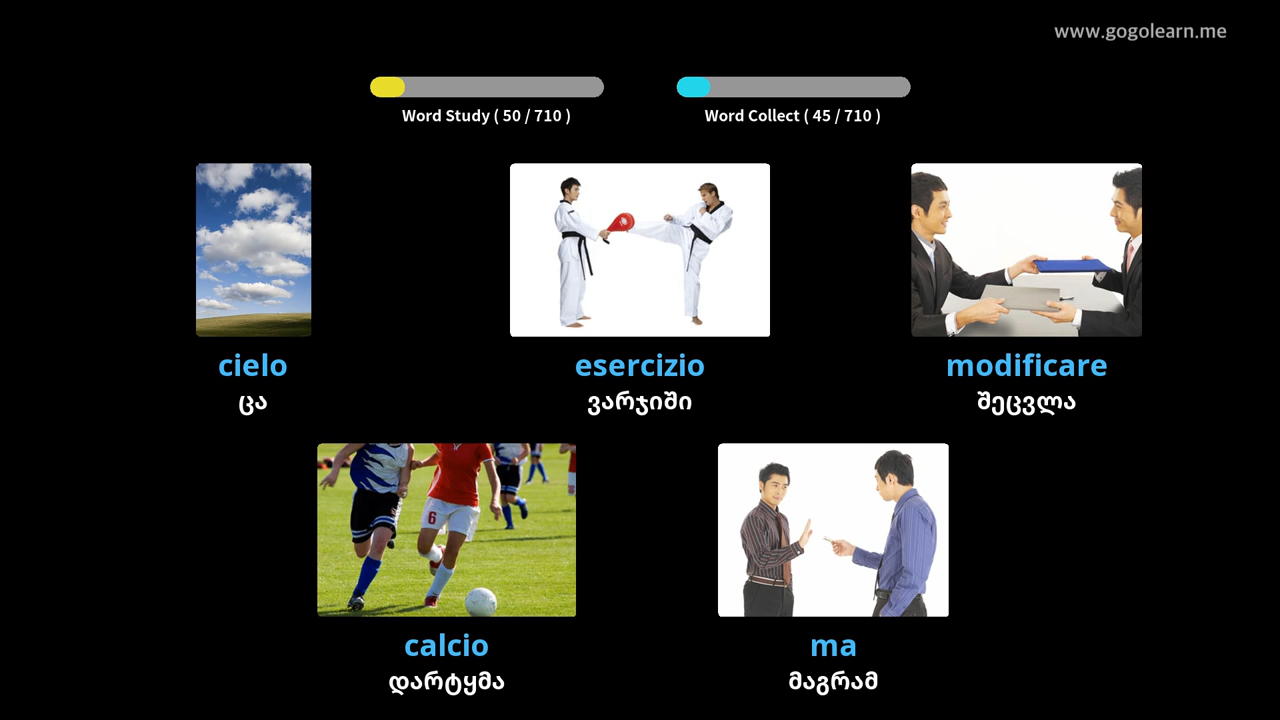 www.gogolearn.me
Word Study ( 50 / 710 )
Word Collect ( 45 / 710 )
cielo
ცა
esercizio
ვარჯიში
modificare
შეცვლა
calcio
დარტყმა
ma
მაგრამ
6